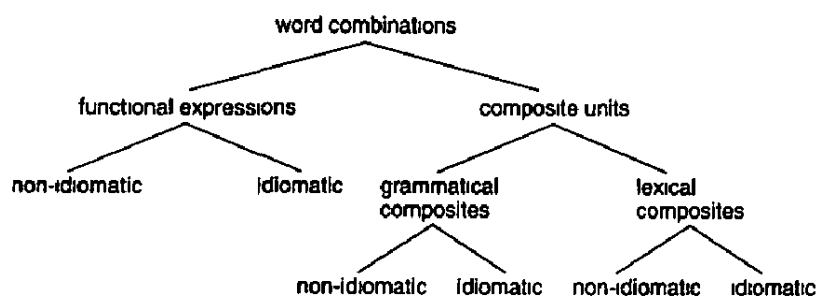 word combinations
functional expressions composite units
non-idiomatic idiomatic grammatical composites lexical composites
non-idiomatic idiomatic non-idiomatic idiomatic